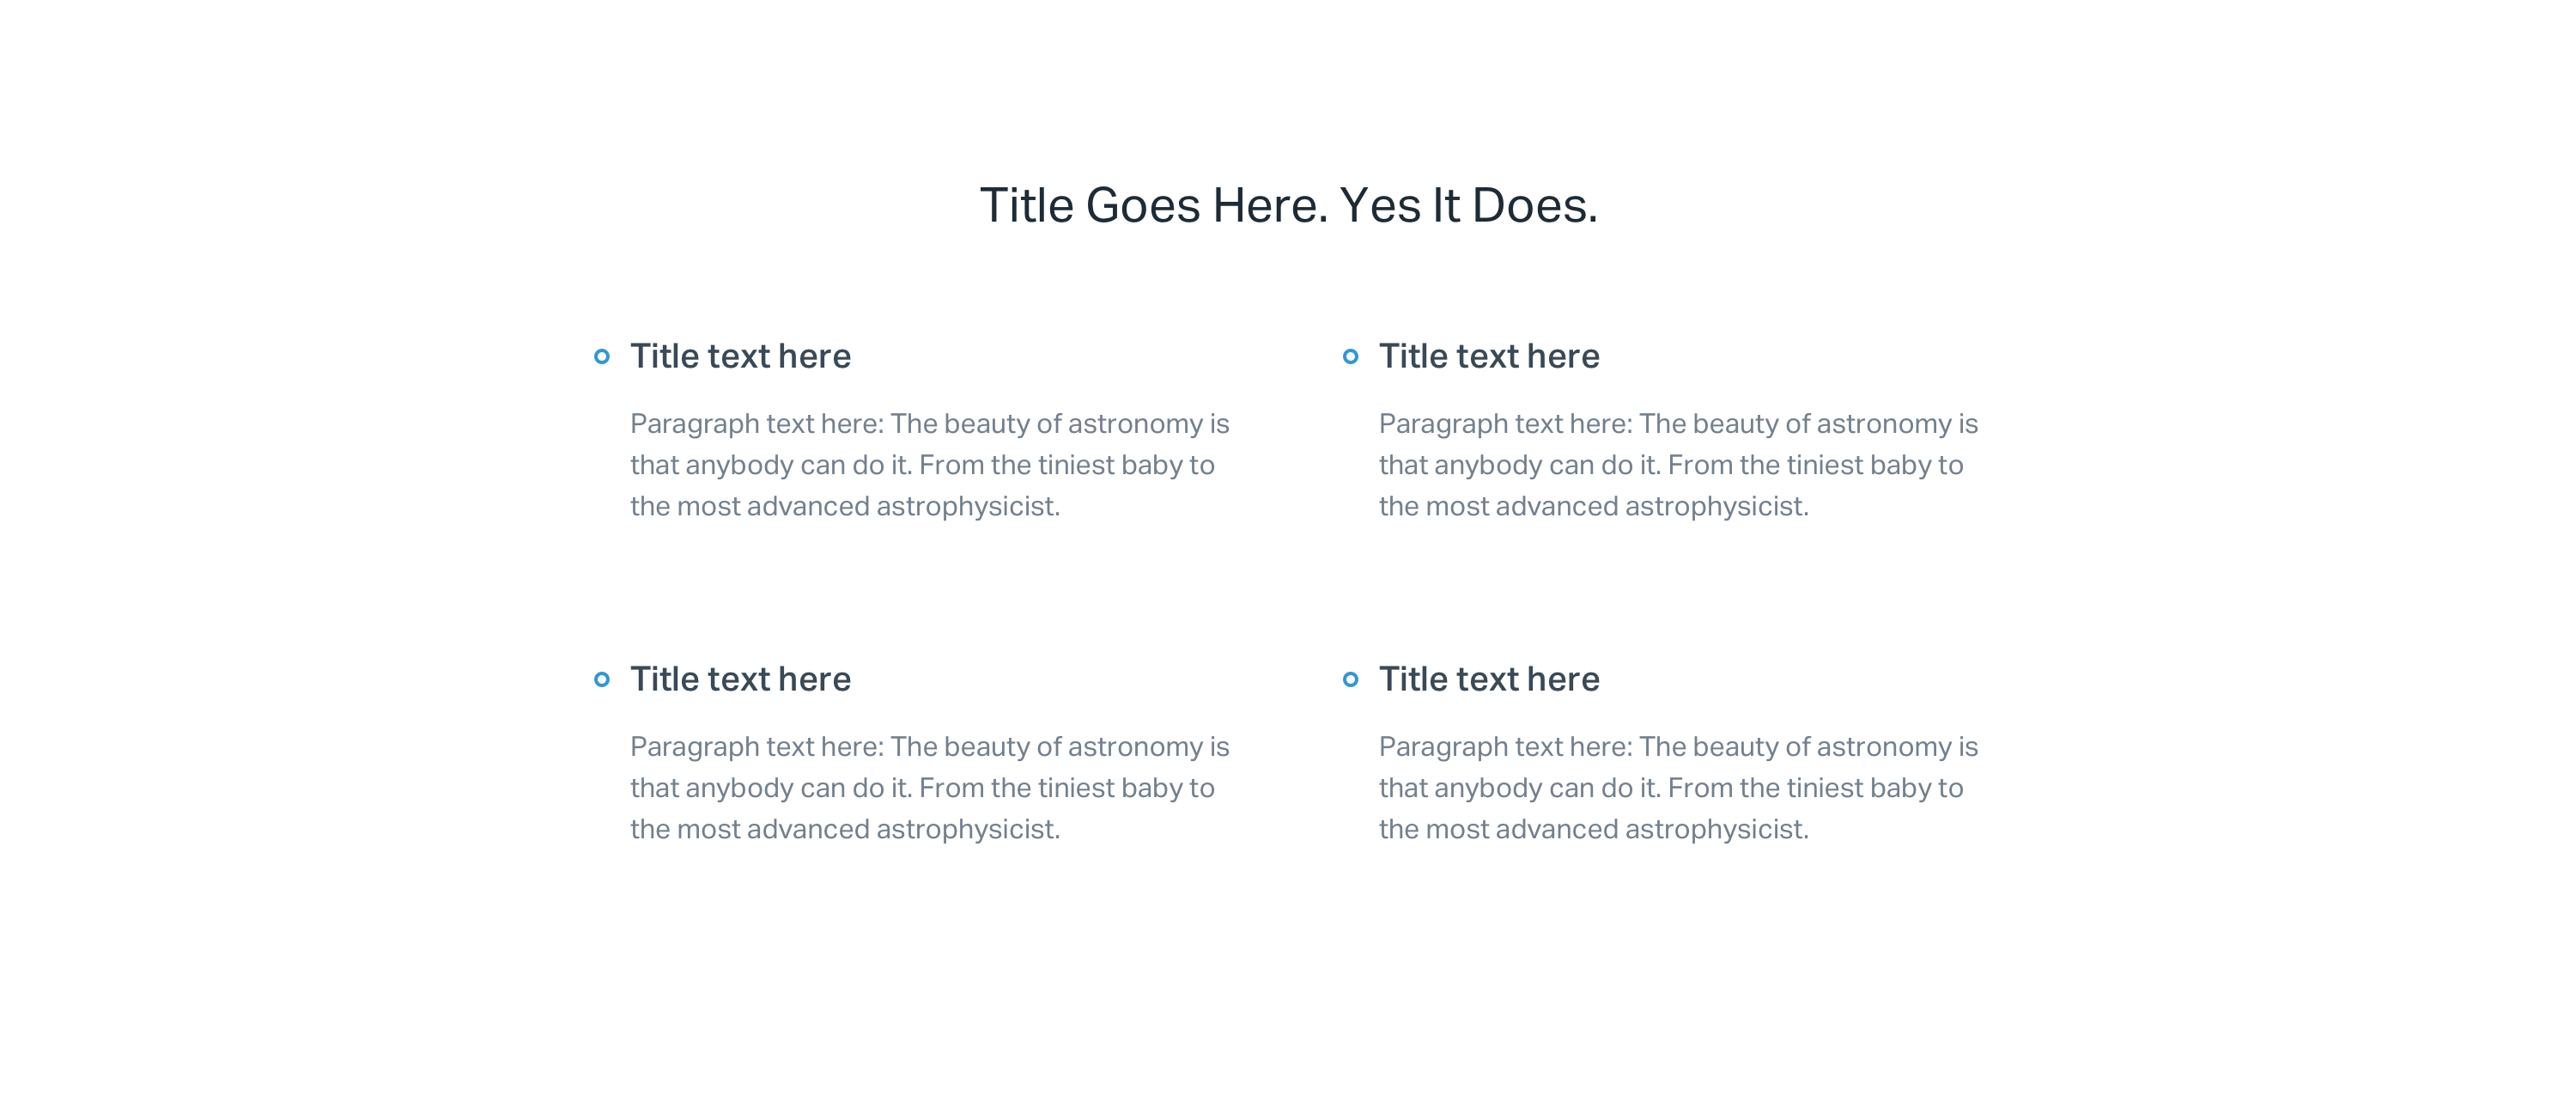 Title Goes Here. Yes It Does.
Title text here
Paragraph text here: The beauty of astronomy is
that anybody can do it. From the tiniest baby to
the most advanced astrophysicist.
Title text here
Paragraph text here: The beauty of astronomy is
that anybody can do it. From the tiniest baby to
the most advanced astrophysicist.
Title text here
Paragraph text here: The beauty of astronomy is
that anybody can do it. From the tiniest baby to
the most advanced astrophysicist.
Title text here
Paragraph text here: The beauty of astronomy is
that anybody can do it. From the tiniest baby to
the most advanced astrophysicist.